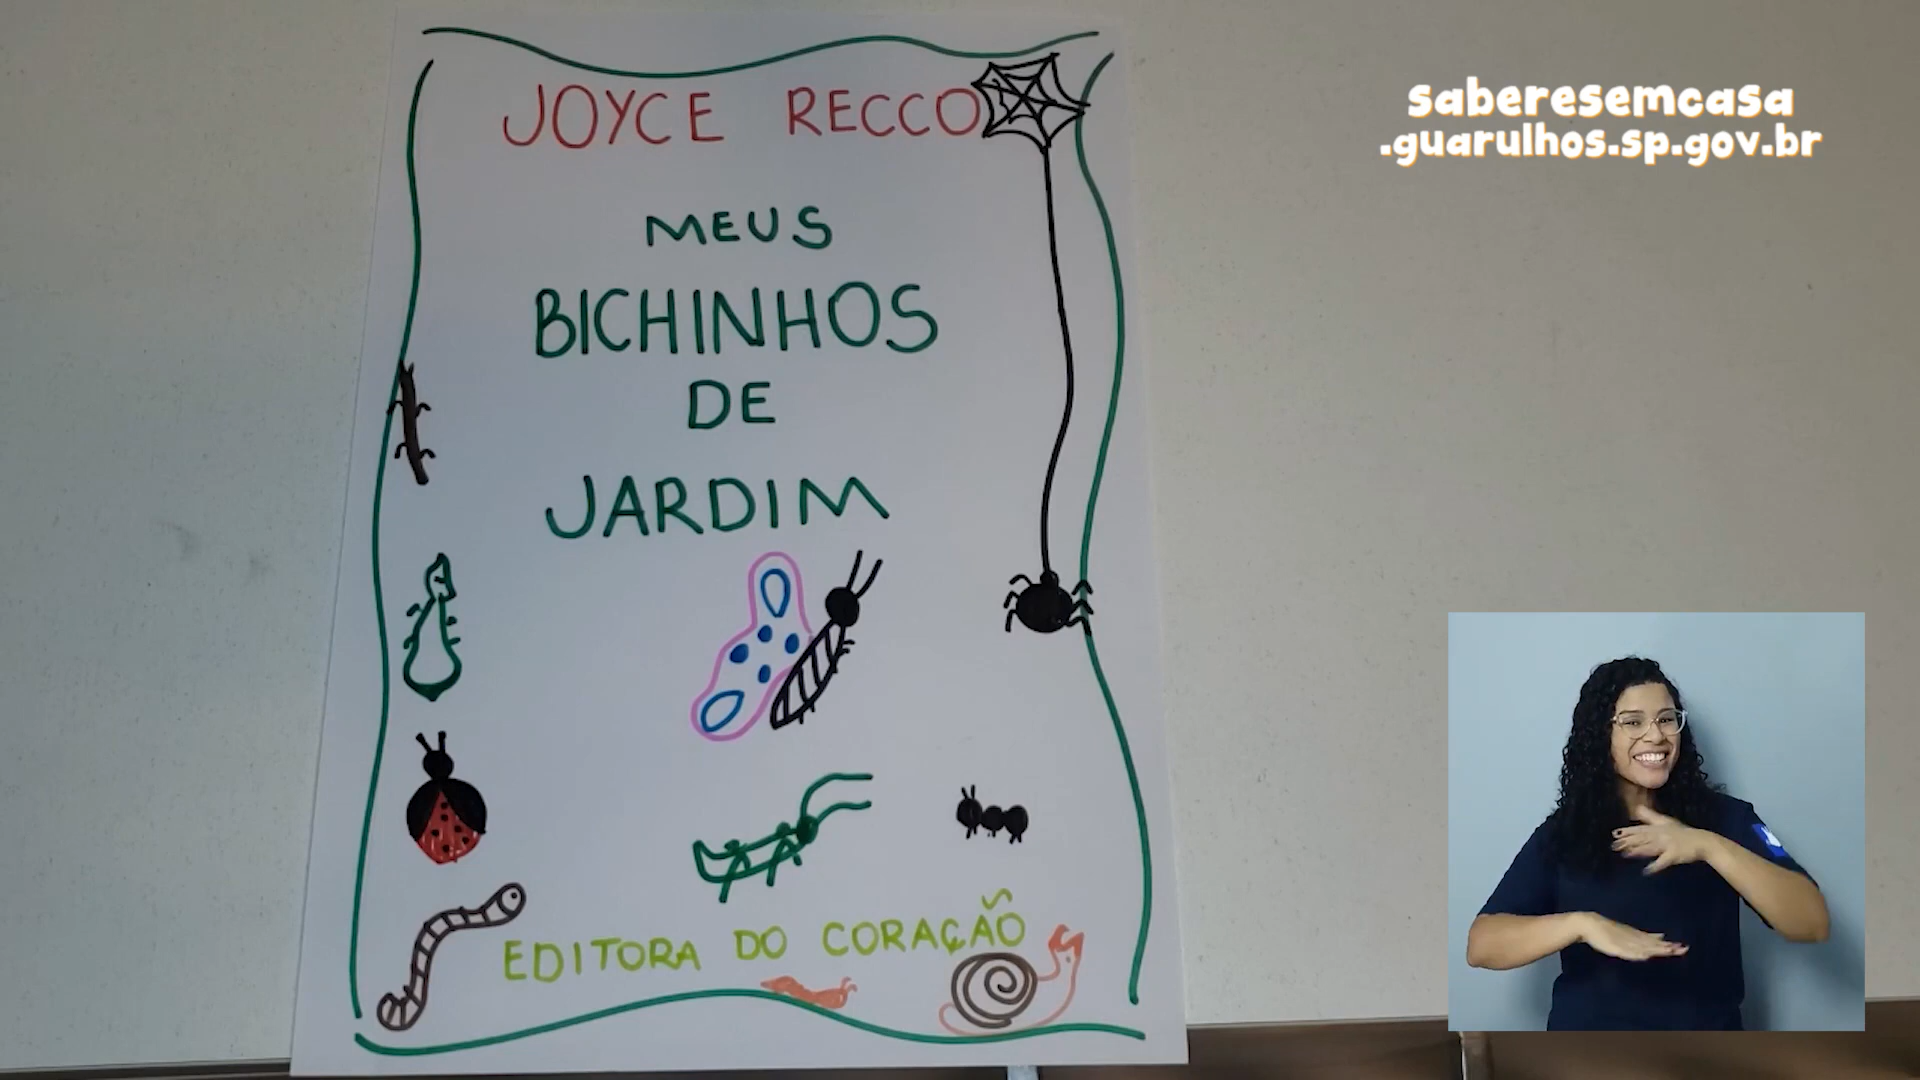 JOYCE RECCO
MEUS
BICHINHOS
DE
JARDIM
EDITORA DO CORAÇÃO
saberesemcasa
.guarulhos.sp.gov.br